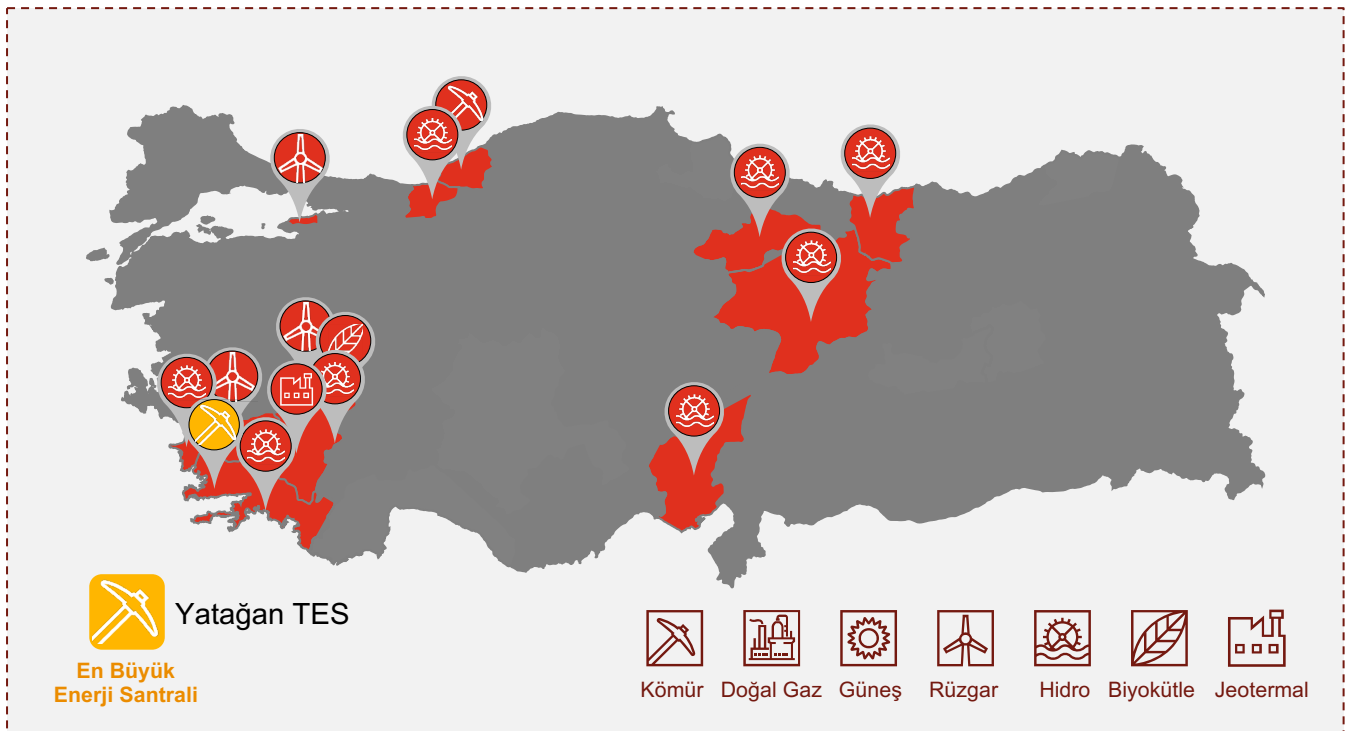 Yatağan TES
En Büyük
Enerji Santrali
Kömür
Doğal Gaz
Güneş
Rüzgar
Hidro
Biyokütle
Jeotermal